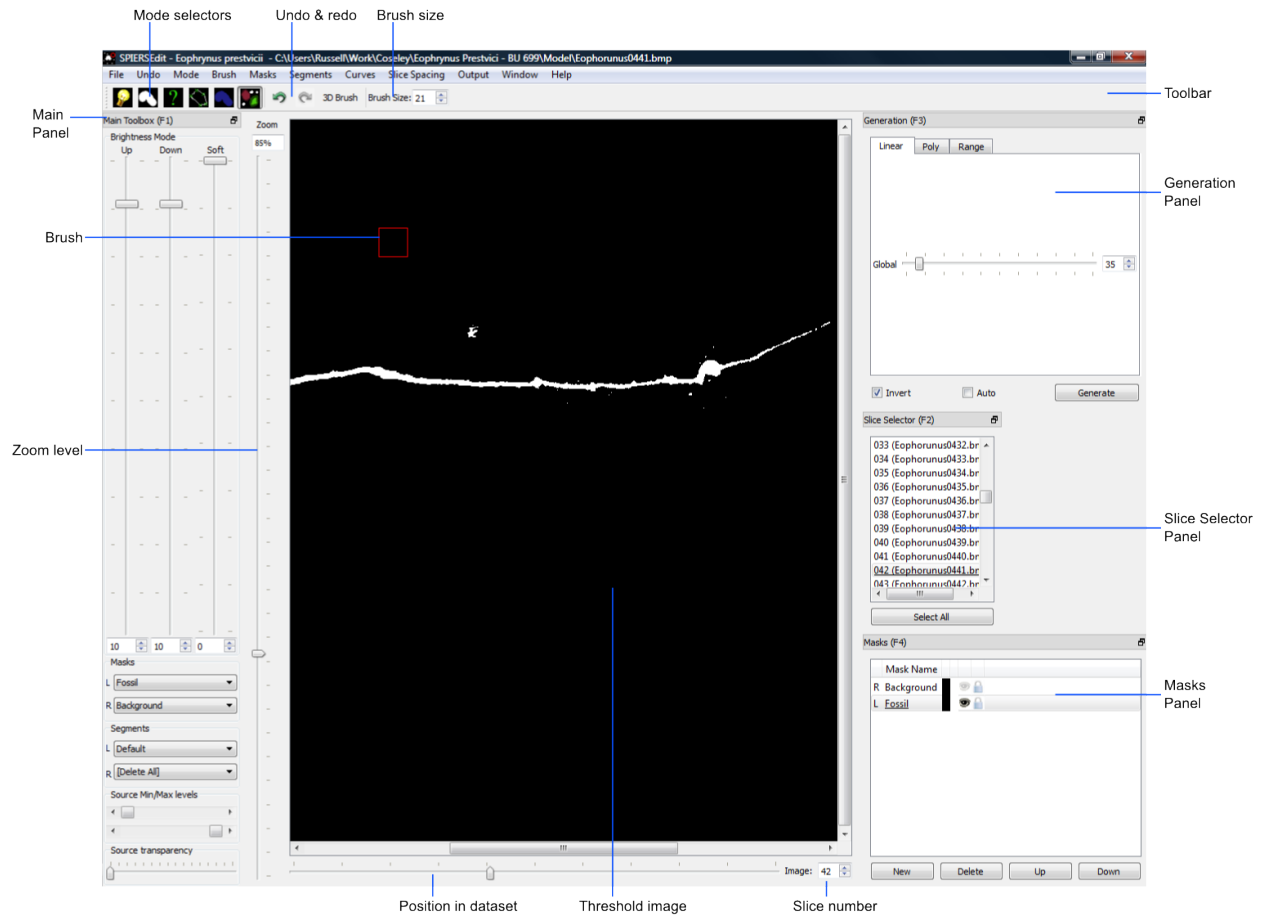 Mode selectors
Undo & redo
Brush size
SPIERSEdit - Eophrynus prestvicii - C:\Users\Russell\Work\Coseley\Eophrynus Prestvici - BU 699\Model\Eophorunus0441.bmp
File Undo Mode Brush Masks Segments Curves Slice Spacing Output Window Help
3D Brush
Brush Size: 21
Toolbar
Main
Panel
Main Toolbox (F1)
Brightness Mode
Up Down Soft
Zoom
85%
Brush
Zoom level
10 10 0
Masks
L Fossil
R Background
Segments
L Default
R [Delete All]
Source Min/Max levels
Source transparency
Generation (F3)
Linear Poly Range
Generation
Panel
Global 35
Invert Auto Generate
Slice Selector (F2)
033 (Eophorunus0432.br
034 (Eophorunus0433.br
035 (Eophorunus0434.br
036 (Eophorunus0435.br
037 (Eophorunus0436.br
038 (Eophorunus0437.br
039 (Eophorunus0438.br
040 (Eophorunus0439.br
041 (Eophorunus0440.br
042 (Eophorunus0441.br
043 (Eophorunus0442.br
Select All
Slice Selector
Panel
Masks (F4)
Mask Name
R Background
L Fossil
Masks
Panel
New Delete Up Down
Image: 42
Position in dataset
Threshold image
Slice number